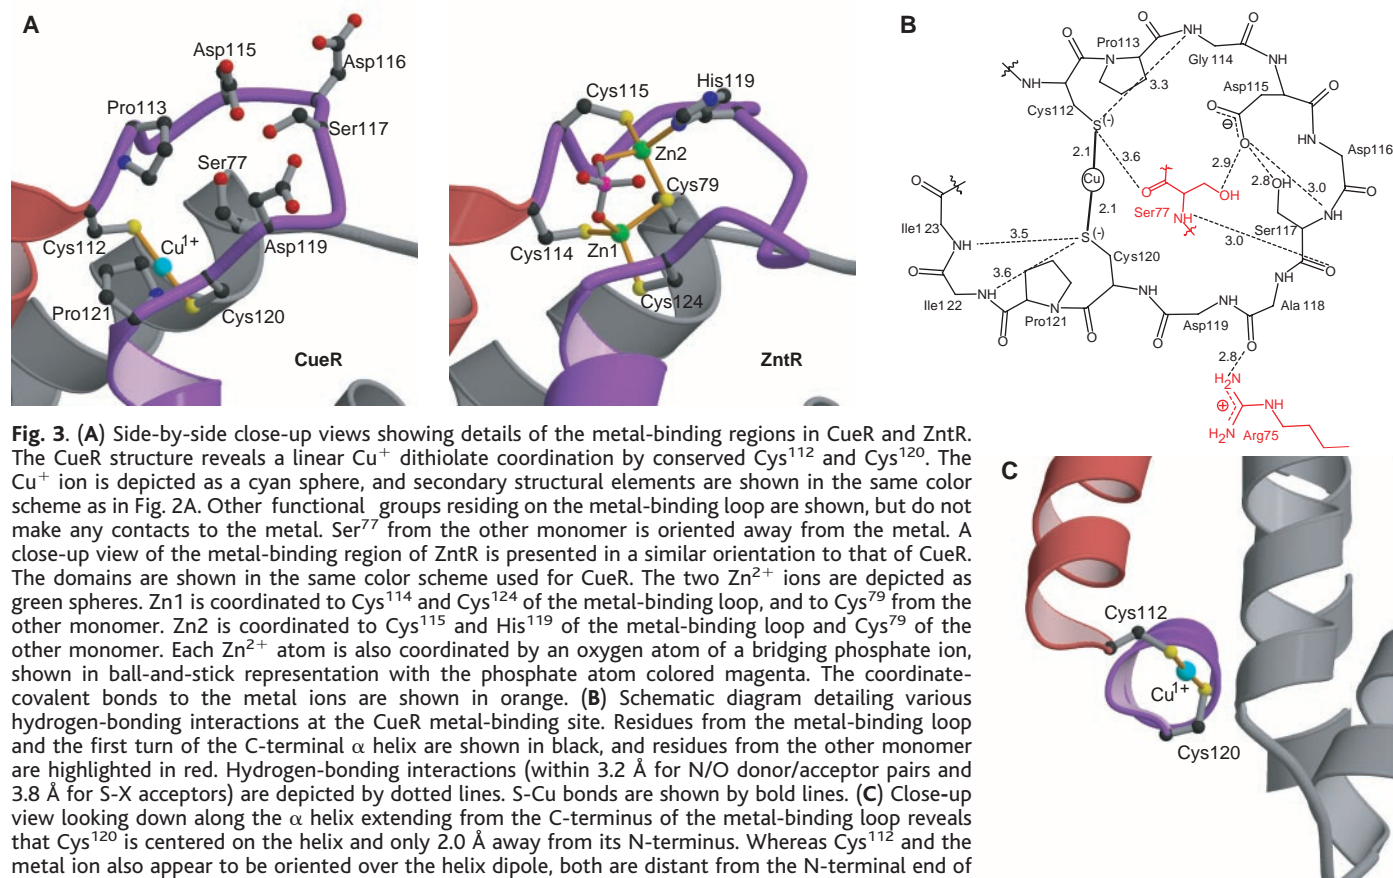 A
Asp115
Asp116
Pro113
Ser117
Ser77
Cys112
Cu1+
Asp119
Pro121
Cys120
CueR
Cys115
His119
Zn2
Cys79
Cys114
Zn1
Cys124
ZntR
B
O
Pro113
O
NH
Gly 114
O
NH
N
NH
3.3
Cys112
S(-)
Asp115
O
⊖
O
O
NH
Asp116
2.1
3.6
2.9
2.8
OH
3.0
O
NH
Cu
O
OH
Ser77
NH
Ser117
3.0
O
2.1
O
Ile123
NH
3.5
S(-)
Cys120
O
3.6
NH
Ile122
N
Pro121
O
O
NH
O
Asp119
NH
O
NH
Ala 118
2.8
H2N
⊕
NH
H2N
Arg75
C
Cys112
Cu1+
Cys120
Fig. 3. (A) Side-by-side close-up views showing details of the metal-binding regions in CueR and ZntR.
The CueR structure reveals a linear Cu+ dithiolate coordination by conserved Cys112 and Cys120. The
Cu+ ion is depicted as a cyan sphere, and secondary structural elements are shown in the same color
scheme as in Fig. 2A. Other functional groups residing on the metal-binding loop are shown, but do not
make any contacts to the metal. Ser77 from the other monomer is oriented away from the metal. A
close-up view of the metal-binding region of ZntR is presented in a similar orientation to that of CueR.
The domains are shown in the same color scheme used for CueR. The two Zn2+ ions are depicted as
green spheres. Zn1 is coordinated to Cys114 and Cys124 of the metal-binding loop, and to Cys79 from the
other monomer. Zn2 is coordinated to Cys115 and His119 of the metal-binding loop and Cys79 of the
other monomer. Each Zn2+ atom is also coordinated by an oxygen atom of a bridging phosphate ion,
shown in ball-and-stick representation with the phosphate atom colored magenta. The coordinate-
covalent bonds to the metal ions are shown in orange. (B) Schematic diagram detailing various
hydrogen-bonding interactions at the CueR metal-binding site. Residues from the metal-binding loop
and the first turn of the C-terminal α helix are shown in black, and residues from the other monomer
are highlighted in red. Hydrogen-bonding interactions (within 3.2 Å for N/O donor/acceptor pairs and
3.8 Å for S-X acceptors) are depicted by dotted lines. S-Cu bonds are shown by bold lines. (C) Close-up
view looking down along the α helix extending from the C-terminus of the metal-binding loop reveals
that Cys120 is centered on the helix and only 2.0 Å away from its N-terminus. Whereas Cys112 and the
metal ion also appear to be oriented over the helix dipole, both are distant from the N-terminal end of